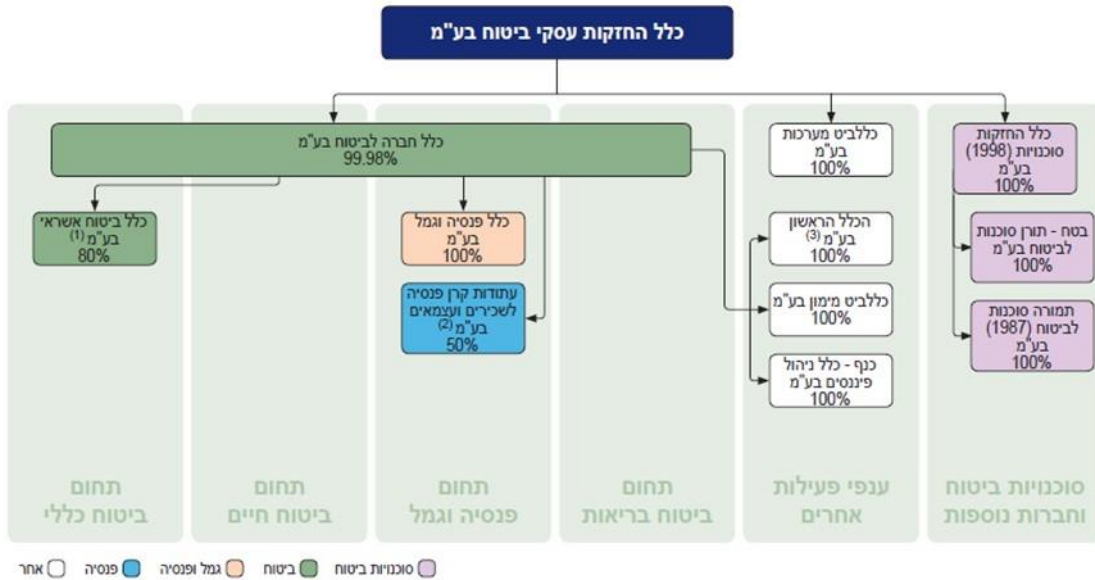 כלל החזקות עסקי ביטוח בע"מ
כלל החזקות
סוכנויות (1998)
בע"מ
100%
בטח - תורן סוכנות
לביטוח בע"מ
100%
תמורה סוכנות
לביטוח (1987)
בע"מ
100%
כללביט מערכות
בע"מ
100%
הכלל הראשון
בע"מ (3)
100%
כללביט מימון בע"מ
100%
כנף - כלל ניהול
פיננסים בע"מ
100%
כלל חברה לביטוח בע"מ
99.98%
כלל פנסיה וגמל
בע"מ
100%
עתודות קרן פנסיה
לשכירים ועצמאים
בע"מ (2)
50%
כלל ביטוח אשראי
בע"מ (1)
80%
סוכנויות ביטוח
וחברות נוספות
ענפי פעילות
אחרים
תחום
ביטוח בריאות
תחום
פנסיה וגמל
תחום
ביטוח חיים
תחום
ביטוח כללי
סוכנויות ביטוח
ביטוח
גמל ופנסיה
פנסיה
אחר